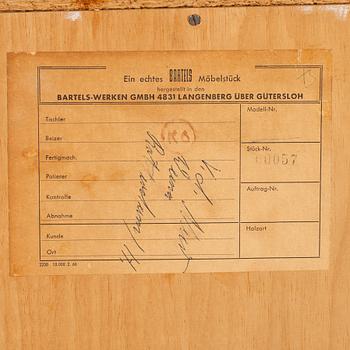 Ein echtes BARTELS Möbelstück
hergestellt in den
BARTELS-WERKEN GMBH 4831 LANGENBERG ÜBER GÜTERSLOH
Tischler
Beizer
Fertigmach.
Polierer
Kontrolle
Abnahme
Kunde
Ort
Modell-Nr.
Stück-Nr.
00057
Auftrag-Nr.
Holzart